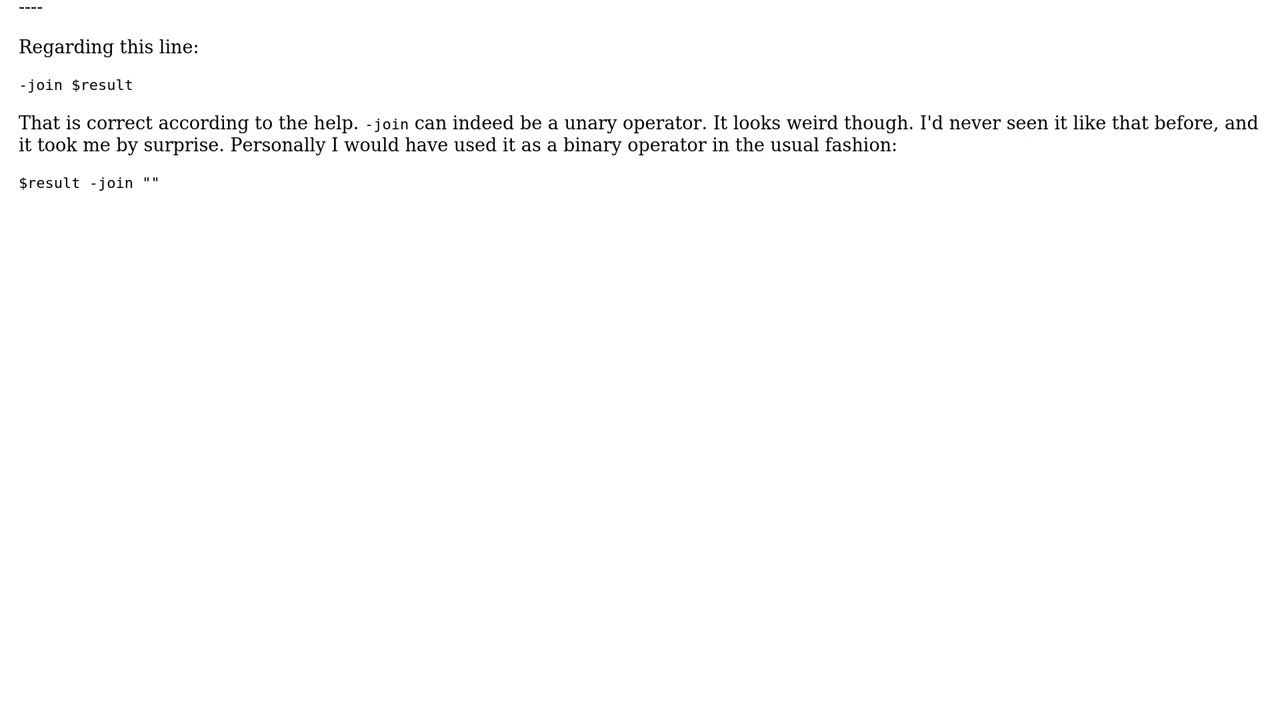 ----
Regarding this line:
-join $result
That is correct according to the help. -join can indeed be a unary operator. It looks weird though. I'd never seen it like that before, and
it took me by surprise. Personally I would have used it as a binary operator in the usual fashion:
$result -join ""